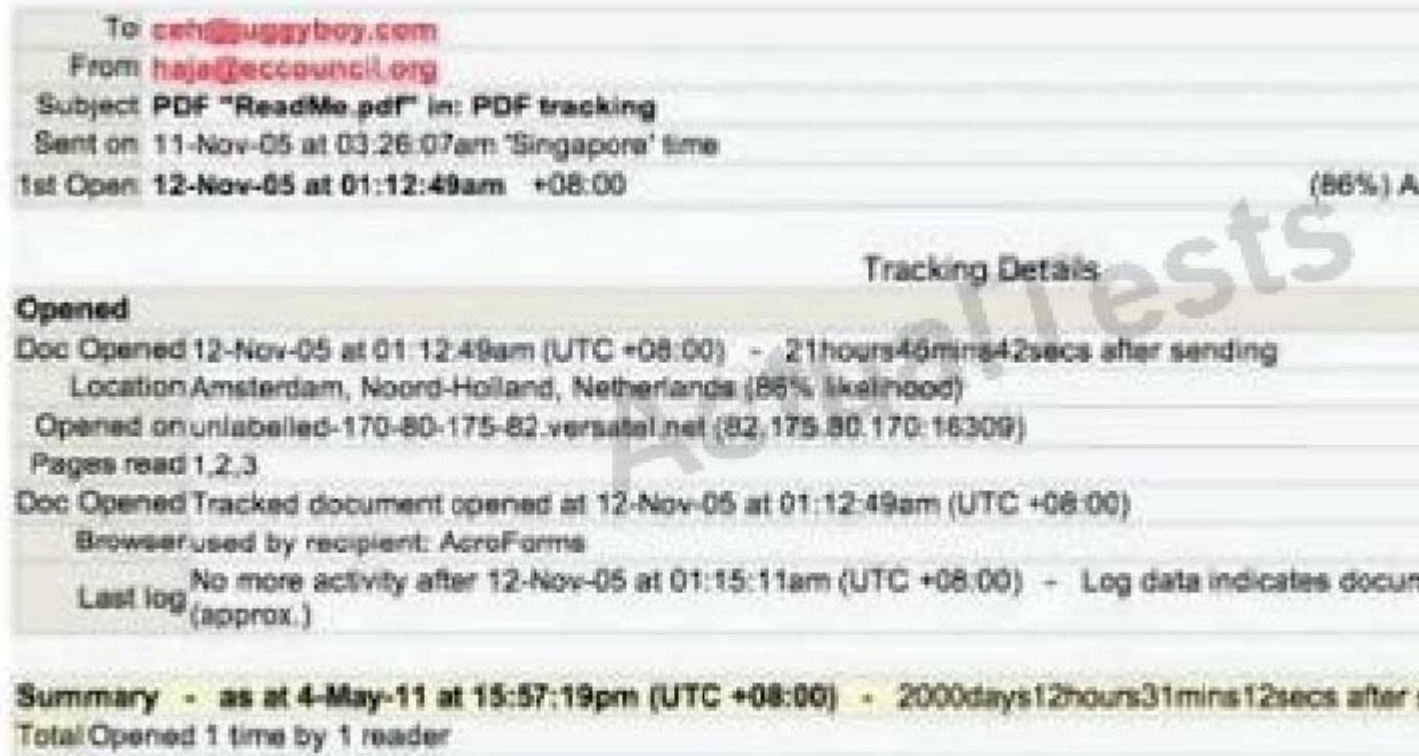 To ceh@juggyboy.com
From haja@eccouncil.org
Subject PDF "ReadMe.pdf" in: PDF tracking
Sent on 11-Nov-05 at 03:26:07am 'Singapore' time
1st Open 12-Nov-05 at 01:12:49am +08:00 (86%) A
Tracking Details
ActualTests
Opened
Doc Opened 12-Nov-05 at 01:12:49am (UTC +08:00) - 21hours46mins42secs after sending
Location Amsterdam, Noord-Holland, Netherlands (86% likelihood)
Opened on unlabelled-170-80-175-82.versatel.net (82.175.80.170:16309)
Pages read 1,2,3
Doc Opened Tracked document opened at 12-Nov-05 at 01:12:49am (UTC +08:00)
Browser used by recipient: AcroForms
Last log No more activity after 12-Nov-05 at 01:15:11am (UTC +08:00) - Log data indicates docum
(approx.)
Summary - as at 4-May-11 at 15:57:19pm (UTC +08:00) - 2000days12hours31mins12secs after
Total Opened 1 time by 1 reader